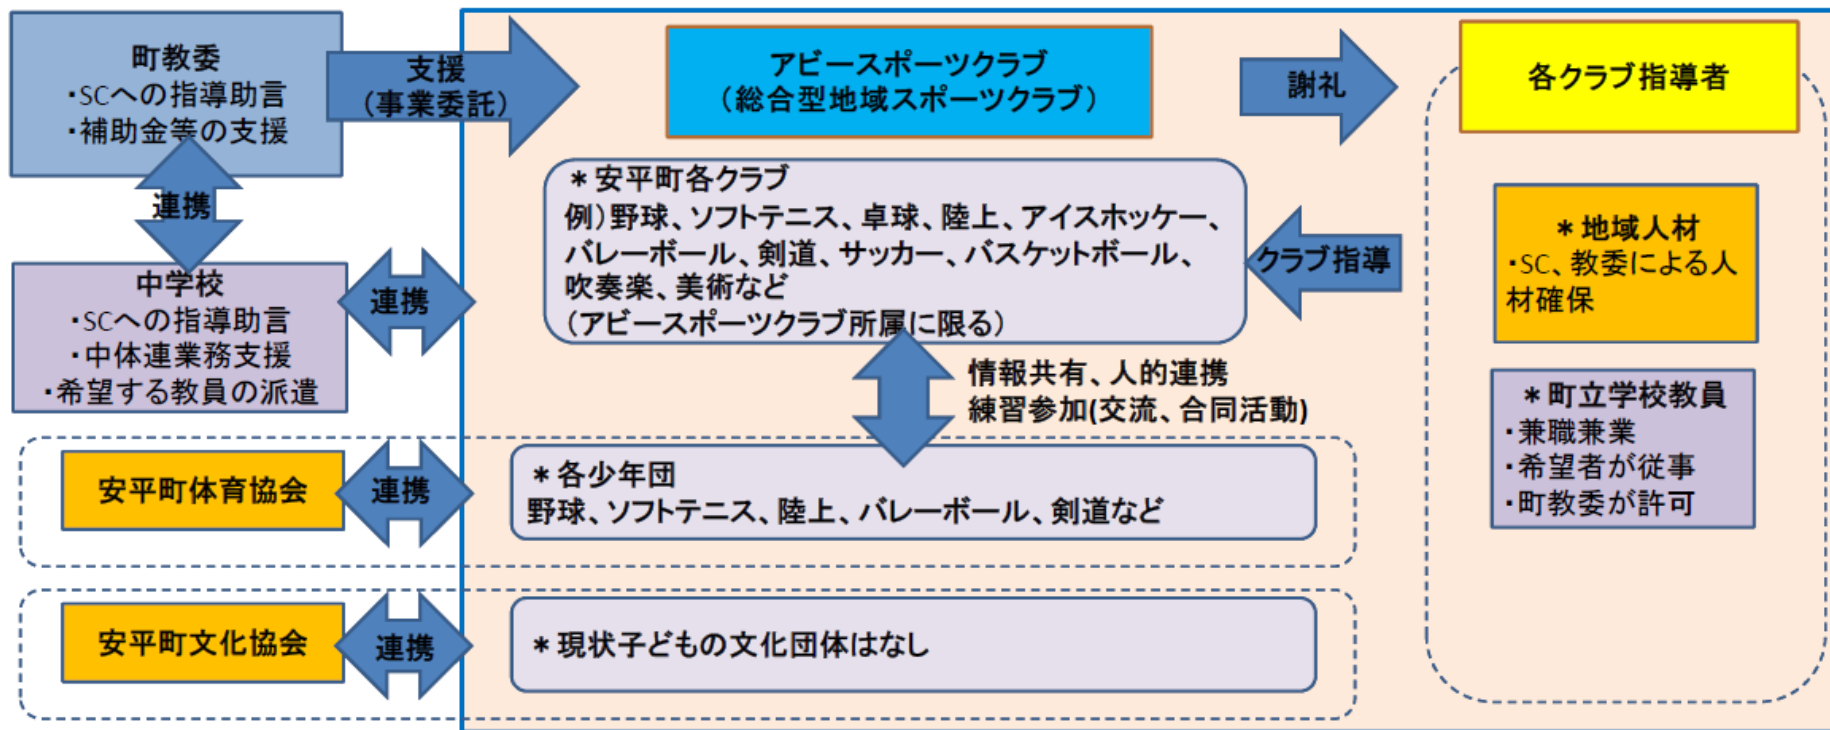 町教委
・SCへの指導助言
・補助金等の支援
支援
（事業委託）
アビースポーツクラブ
（総合型地域スポーツクラブ）
謝礼
各クラブ指導者
連携
＊安平町各クラブ
例）野球、ソフトテニス、卓球、陸上、アイスホッケー、
バレーボール、剣道、サッカー、バスケットボール、
吹奏楽、美術など
（アビースポーツクラブ所属に限る）
クラブ指導
＊地域人材
・SC、教委による人
材確保
中学校
・SCへの指導助言
・中体連業務支援
・希望する教員の派遣
連携
情報共有、人的連携
練習参加(交流、合同活動)
＊町立学校教員
・兼職兼業
・希望者が従事
・町教委が許可
安平町体育協会
連携
＊各少年団
野球、ソフトテニス、陸上、バレーボール、剣道など
安平町文化協会
連携
＊現状子どもの文化団体はなし